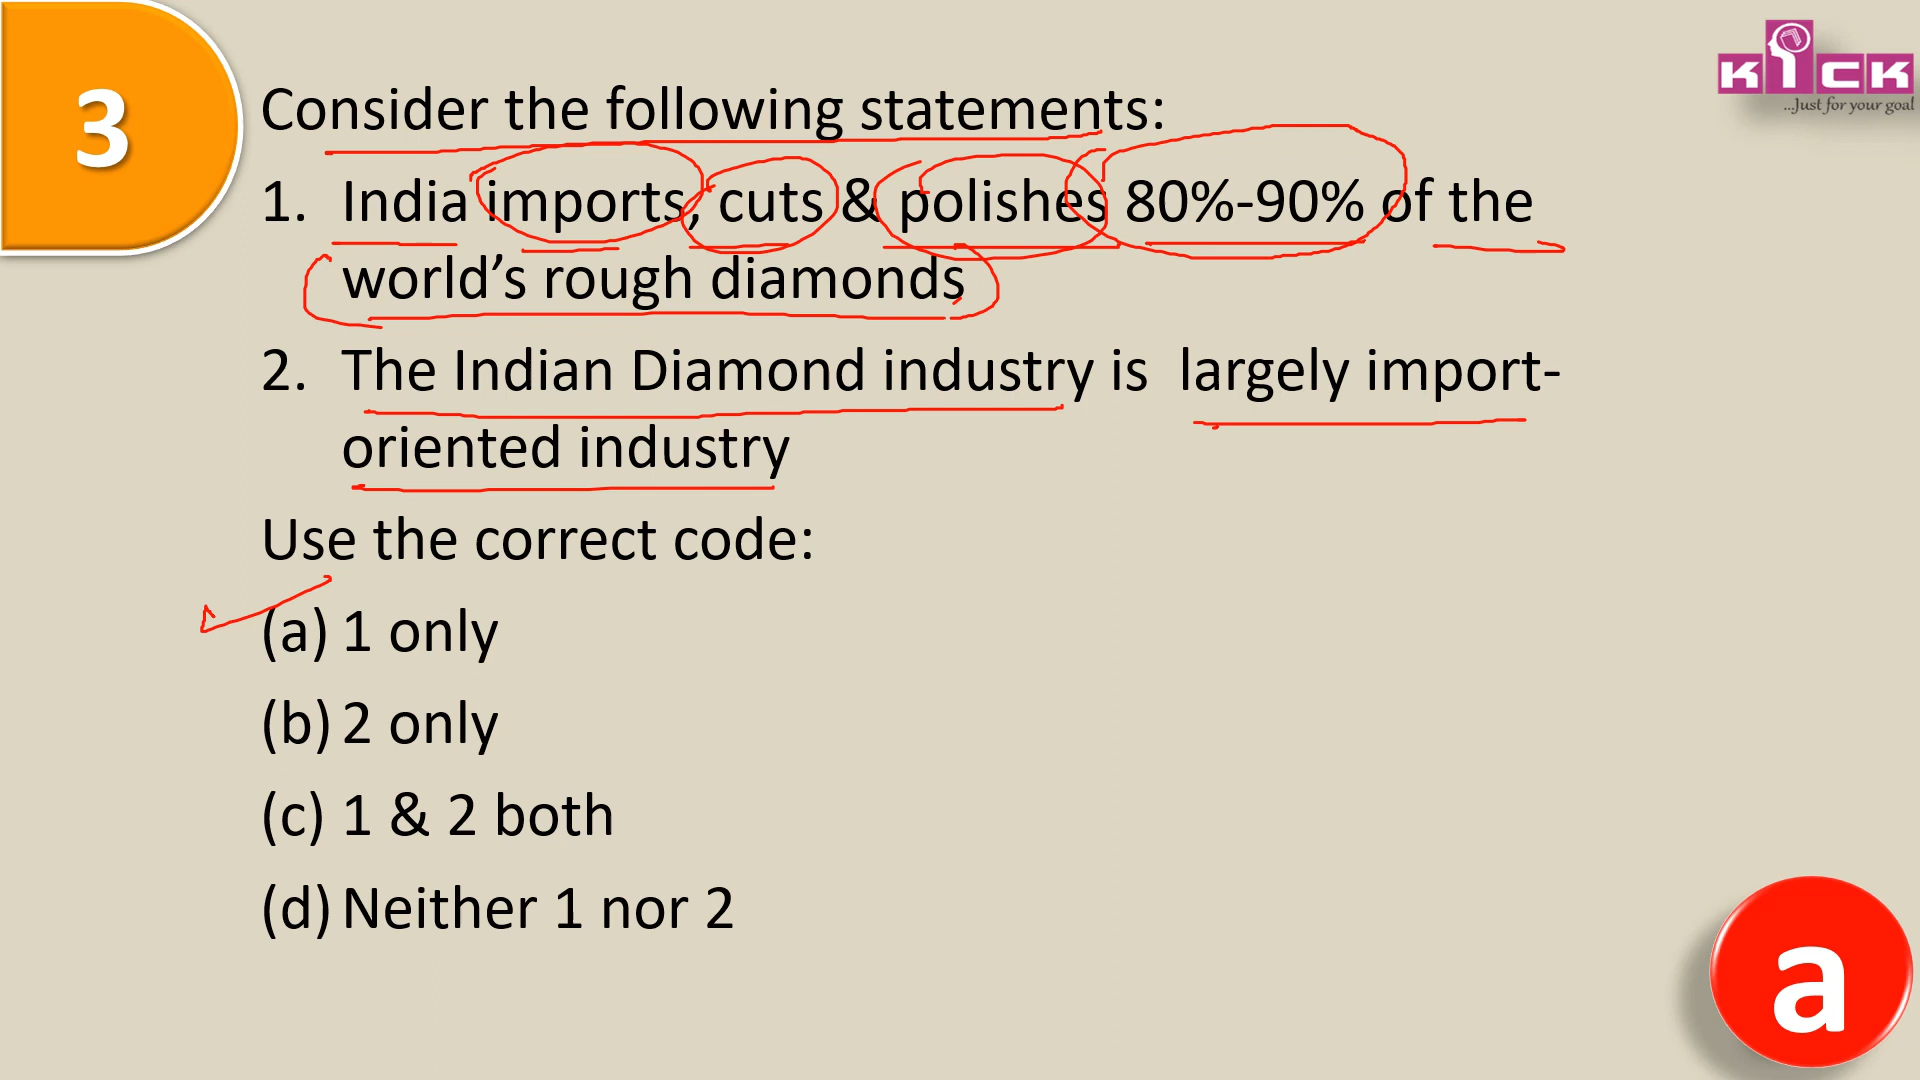 3
KICK
...Just for your goal
Consider the following statements:
1. India imports, cuts & polishes 80%-90% of the
world’s rough diamonds
2. The Indian Diamond industry is largely import-
oriented industry
Use the correct code:
(a) 1 only
(b) 2 only
(c) 1 & 2 both
(d) Neither 1 nor 2
a